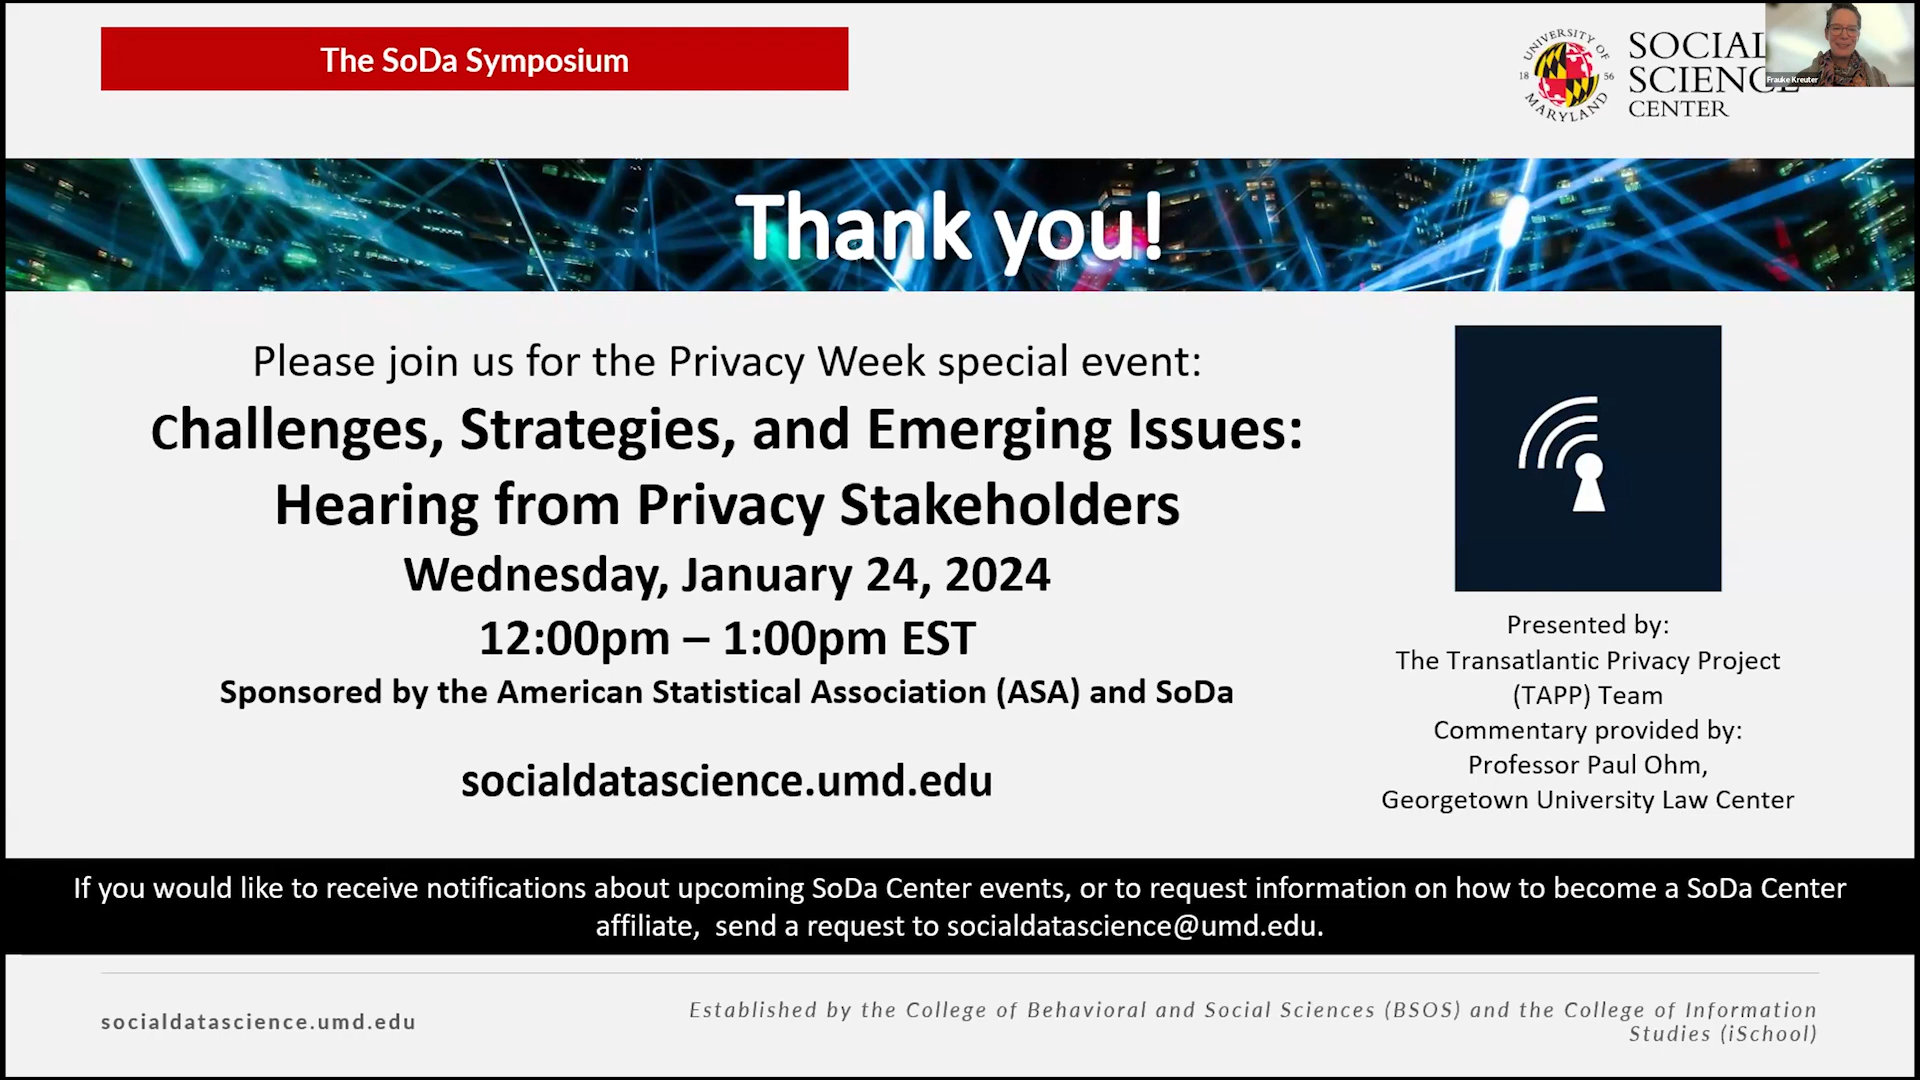 The SoDa Symposium
UNIVERSITY OF
18 56
MARYLAND
SOCIAL
SCIENCE
CENTER
Frauke Kreuter
Thank you!
Please join us for the Privacy Week special event:
Challenges, Strategies, and Emerging Issues:
Hearing from Privacy Stakeholders
Wednesday, January 24, 2024
12:00pm – 1:00pm EST
Sponsored by the American Statistical Association (ASA) and SoDa
socialdatascience.umd.edu
Presented by:
The Transatlantic Privacy Project
(TAPP) Team
Commentary provided by:
Professor Paul Ohm,
Georgetown University Law Center
If you would like to receive notifications about upcoming SoDa Center events, or to request information on how to become a SoDa Center
affiliate,  send a request to socialdatascience@umd.edu.
socialdatascience.umd.edu
Established by the College of Behavioral and Social Sciences (BSOS) and the College of Information
Studies (iSchool)